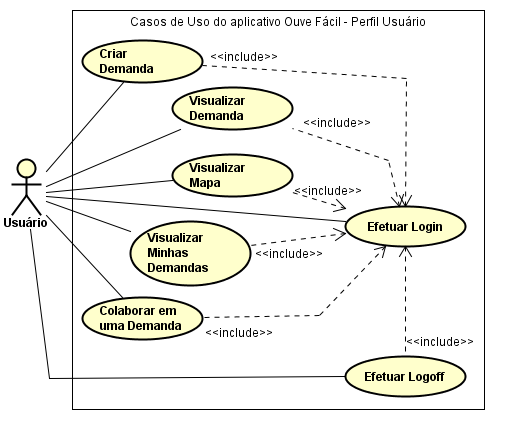 Casos de Uso do aplicativo Ouve Fácil - Perfil Usuário
Criar
Demanda
<<include>>
Visualizar
Demanda
<<include>>
Visualizar
Mapa
<<include>>
Usuário
Efetuar Login
Visualizar
Minhas
Demandas
<<include>>
Colaborar em
uma Demanda
<<include>>
<<include>>
Efetuar Logoff